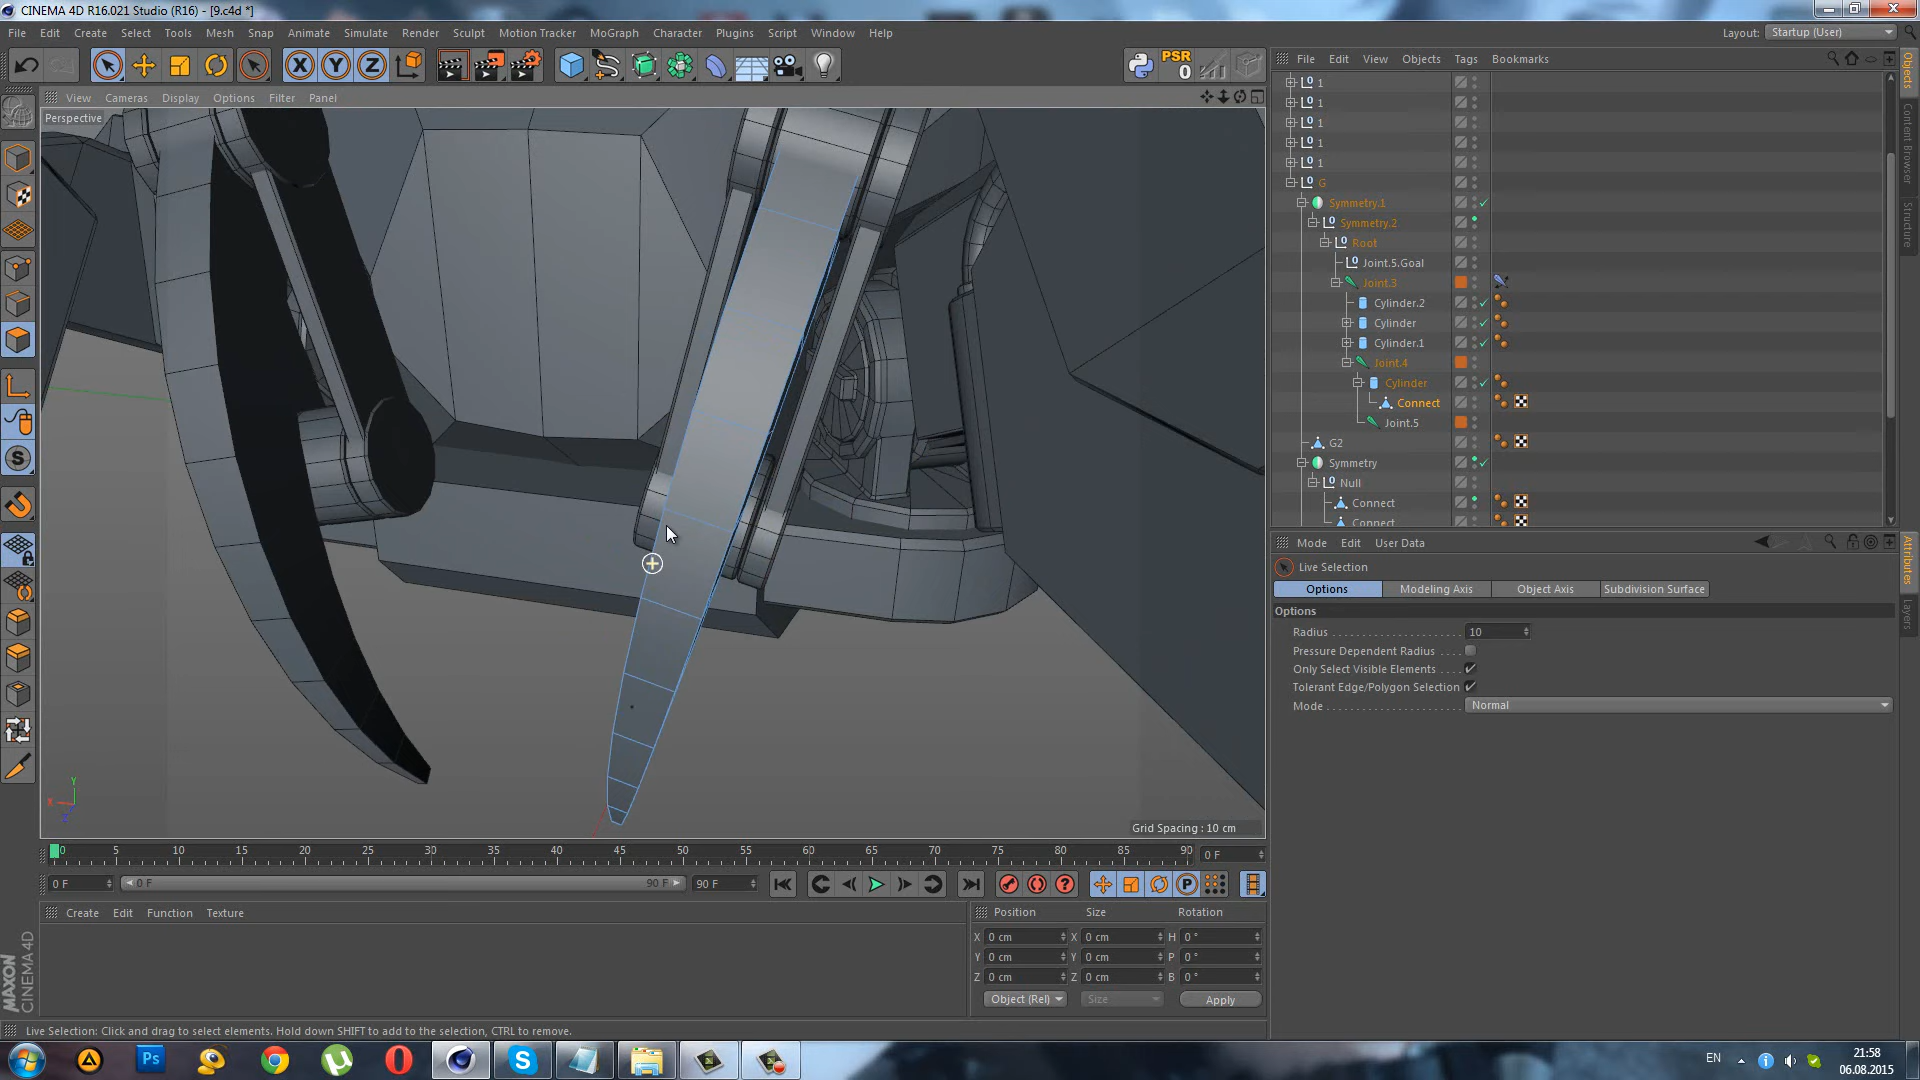 CINEMA 4D R16.021 Studio (R16) - [9.c4d *]
File Edit Create Select Tools Mesh Snap Animate Simulate Render Sculpt Motion Tracker MoGraph Character Plugins Script Window Help
Layout: Startup (User)
X Y Z
PSR
0
File Edit View Objects Tags Bookmarks
View Cameras Display Options Filter Panel
Perspective
1
1
1
1
1
G
Symmetry.1
Symmetry.2
Root
Joint.5.Goal
Joint.3
Cylinder.2
Cylinder
Cylinder.1
Joint.4
Cylinder
Connect
Joint.5
G2
Symmetry
Null
Connect
Connect
Objects
Content Browser
Structure
Mode Edit User Data
Live Selection
Options Modeling Axis Object Axis Subdivision Surface
Options
Radius 10
Pressure Dependent Radius
Only Select Visible Elements
Tolerant Edge/Polygon Selection
Mode Normal
Attributes
Layers
Y
X
Z
Grid Spacing : 10 cm
0 5 10 15 20 25 30 35 40 45 50 55 60 65 70 75 80 85 90
0 F
0 F 0 F 90 F 90 F
Create Edit Function Texture
Position Size Rotation
X 0 cm X 0 cm H 0 °
Y 0 cm Y 0 cm P 0 °
Z 0 cm Z 0 cm B 0 °
Object (Rel) Size Apply
MAXON
CINEMA 4D
Live Selection: Click and drag to select elements. Hold down SHIFT to add to the selection, CTRL to remove.
Ps
EN
21:58
06.08.2015